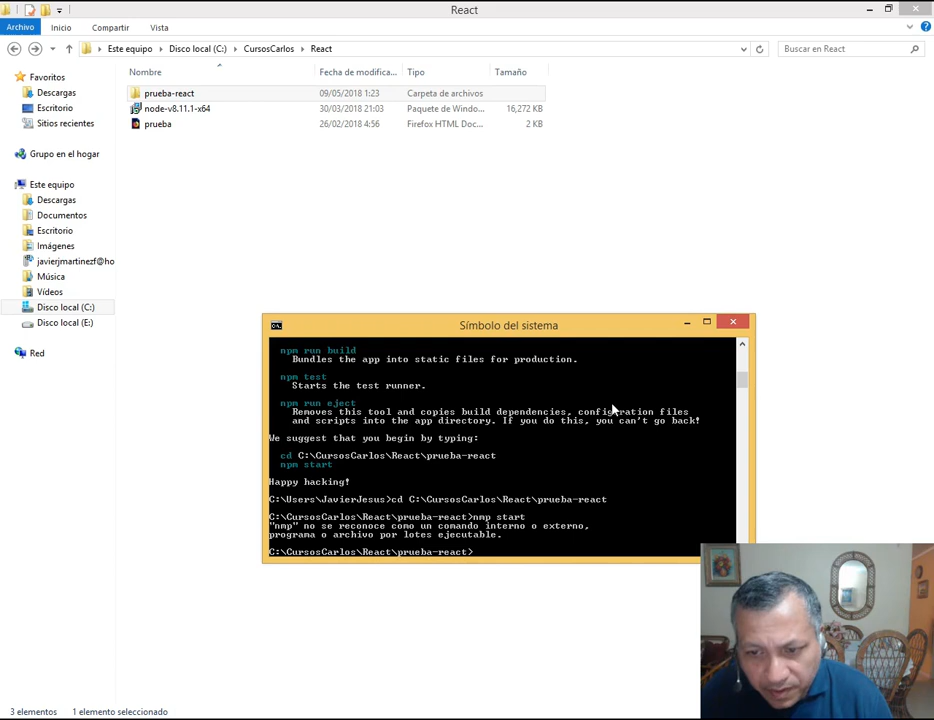 React
Archivo
Inicio
Compartir
Vista
Este equipo
Disco local (C:)
CursosCarlos
React
Buscar en React
Favoritos
Descargas
Escritorio
Sitios recientes
Grupo en el hogar
Este equipo
Descargas
Documentos
Escritorio
Imágenes
javierjmartinezf@ho
Música
Vídeos
Disco local (C:)
Disco local (E:)
Red
Nombre Fecha de modifica... Tipo Tamaño
prueba-react 09/05/2018 1:23 Carpeta de archivos
node-v8.11.1-x64 30/03/2018 21:03 Paquete de Windo... 16,272 KB
prueba 26/02/2018 4:56 Firefox HTML Doc... 2 KB
Símbolo del sistema
npm run build
Bundles the app into static files for production.
npm test
Starts the test runner.
npm run eject
Removes this tool and copies build dependencies, configuration files
and scripts into the app directory. If you do this, you can't go back!
We suggest that you begin by typing:
cd C:\CursosCarlos\React\prueba-react
npm start
Happy hacking!
C:\Users\JavierJesus>cd C:\CursosCarlos\React\prueba-react
C:\CursosCarlos\React\prueba-react>nmp start
"nmp" no se reconoce como un comando interno o externo,
programa o archivo por lotes ejecutable.
C:\CursosCarlos\React\prueba-react>
3 elementos
1 elemento seleccionado